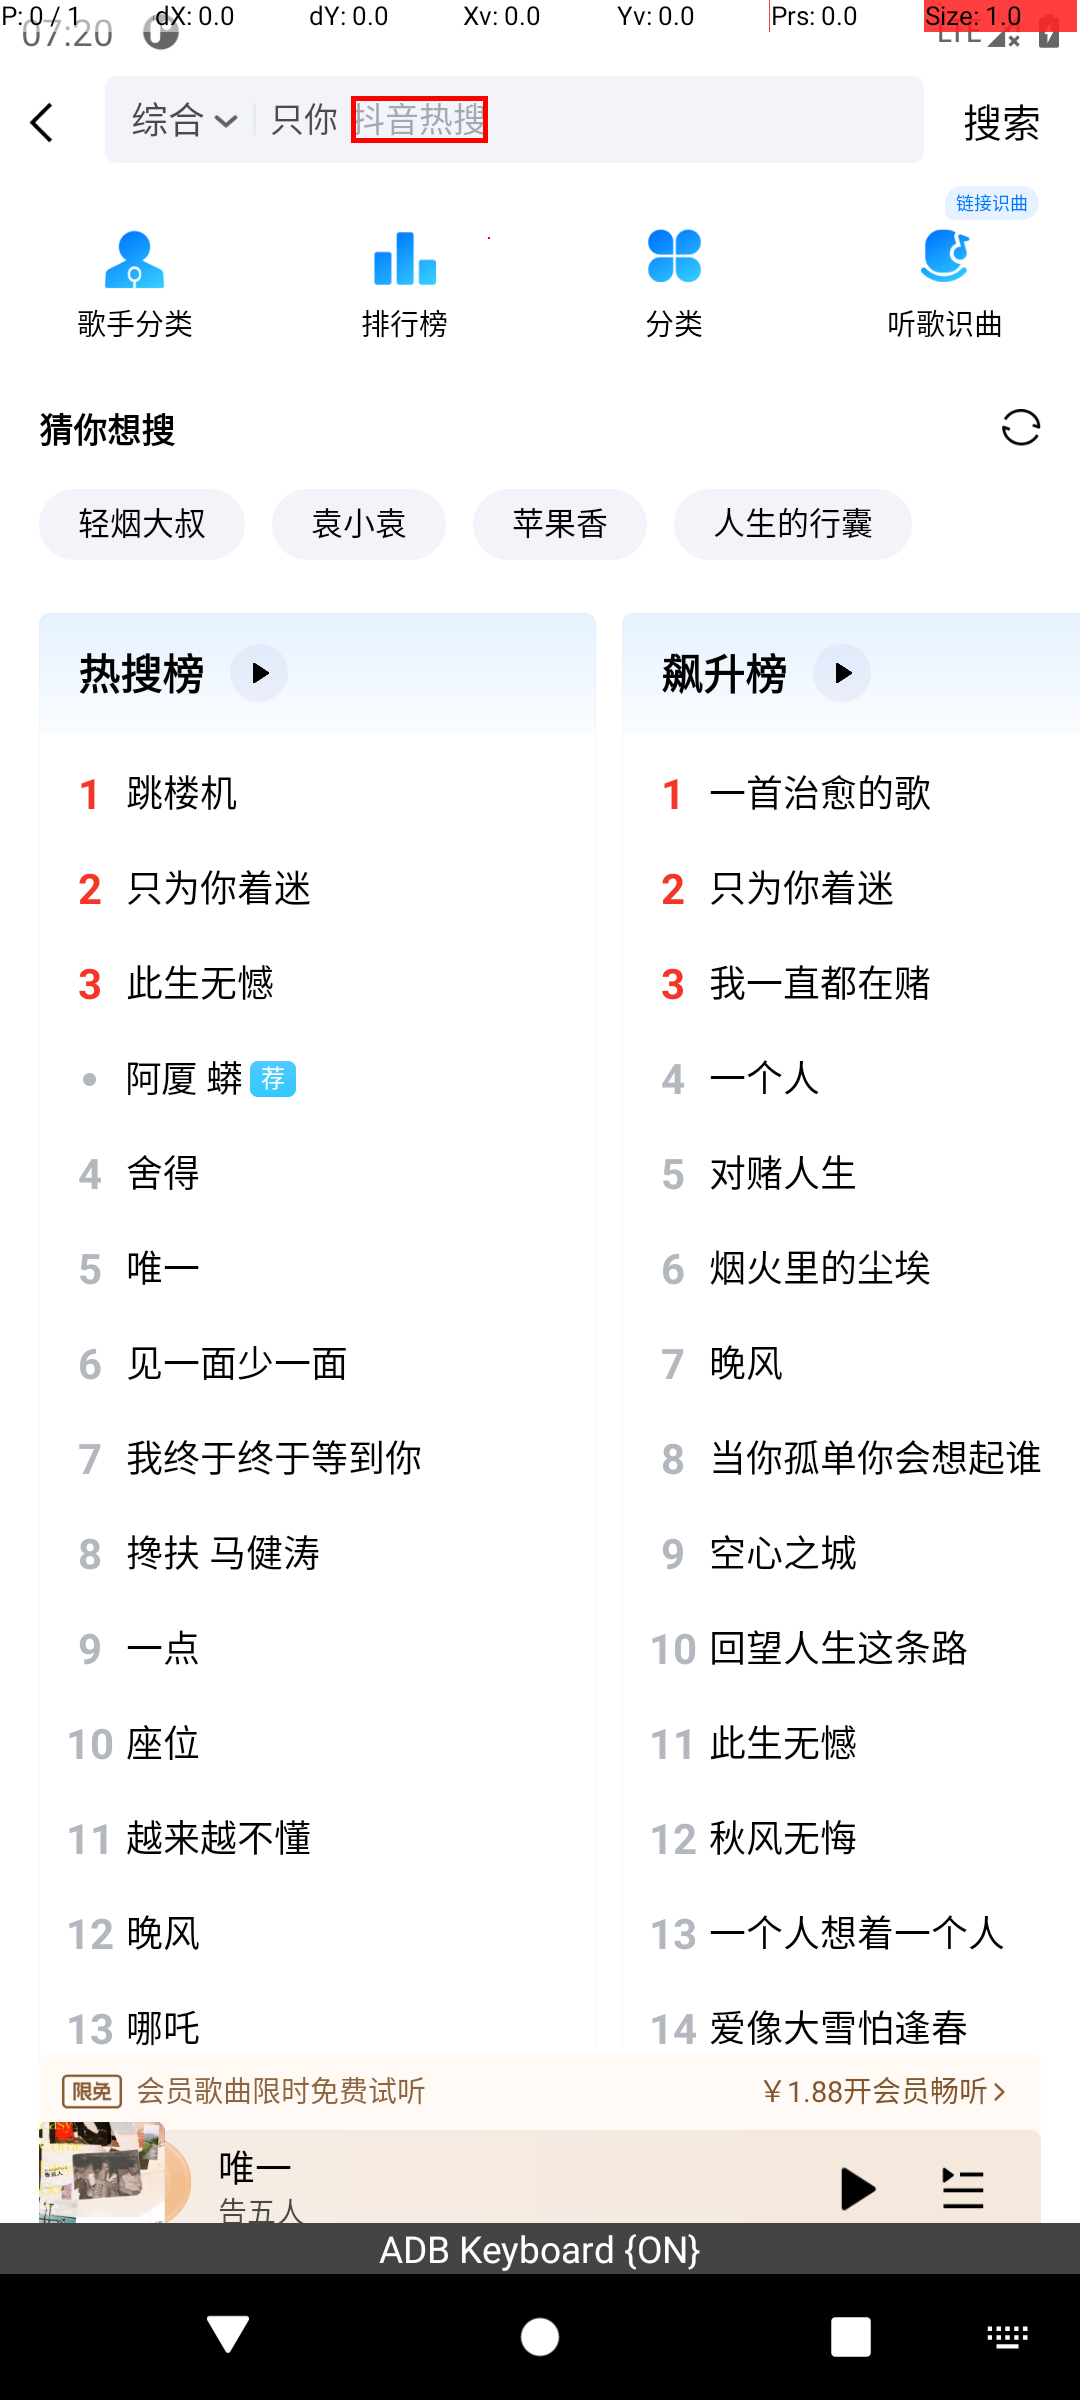 P: 0 / 1 dX: 0.0 dY: 0.0 Xv: 0.0 Yv: 0.0 Prs: 0.0 Size: 1.0
07:20 LTE
综合 只你 抖音热搜 搜索
链接识曲
歌手分类 排行榜 分类 听歌识曲
猜你想搜
轻烟大叔 袁小袁 苹果香 人生的行囊
热搜榜
1 跳楼机
2 只为你着迷
3 此生无憾
阿厦 蟒 荐
4 舍得
5 唯一
6 见一面少一面
7 我终于终于等到你
8 搀扶 马健涛
9 一点
10 座位
11 越来越不懂
12 晚风
13 哪吒
飙升榜
1 一首治愈的歌
2 只为你着迷
3 我一直都在赌
4 一个人
5 对赌人生
6 烟火里的尘埃
7 晚风
8 当你孤单你会想起谁
9 空心之城
10 回望人生这条路
11 此生无憾
12 秋风无悔
13 一个人想着一个人
14 爱像大雪怕逢春
限免 会员歌曲限时免费试听 ￥1.88开会员畅听
唯一
告五人
ADB Keyboard {ON}